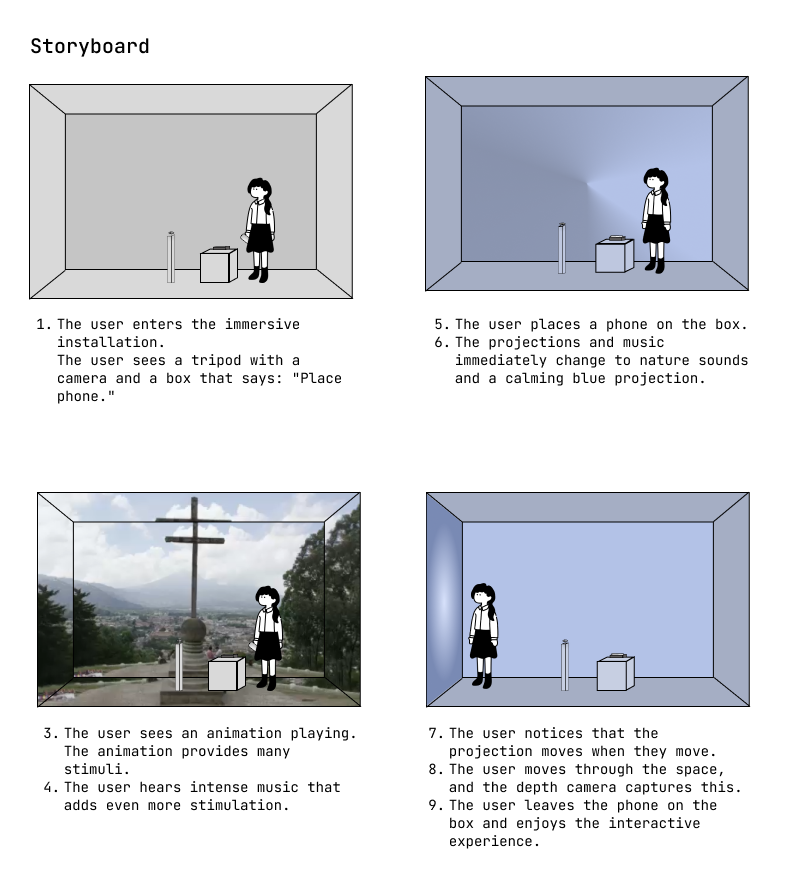 Storyboard
1. The user enters the immersive
installation.
The user sees a tripod with a
camera and a box that says: "Place
phone."
3. The user sees an animation playing.
The animation provides many
stimuli.
4. The user hears intense music that
adds even more stimulation.
5. The user places a phone on the box.
6. The projections and music
immediately change to nature sounds
and a calming blue projection.
7. The user notices that the
projection moves when they move.
8. The user moves through the space,
and the depth camera captures this.
9. The user leaves the phone on the
box and enjoys the interactive
experience.